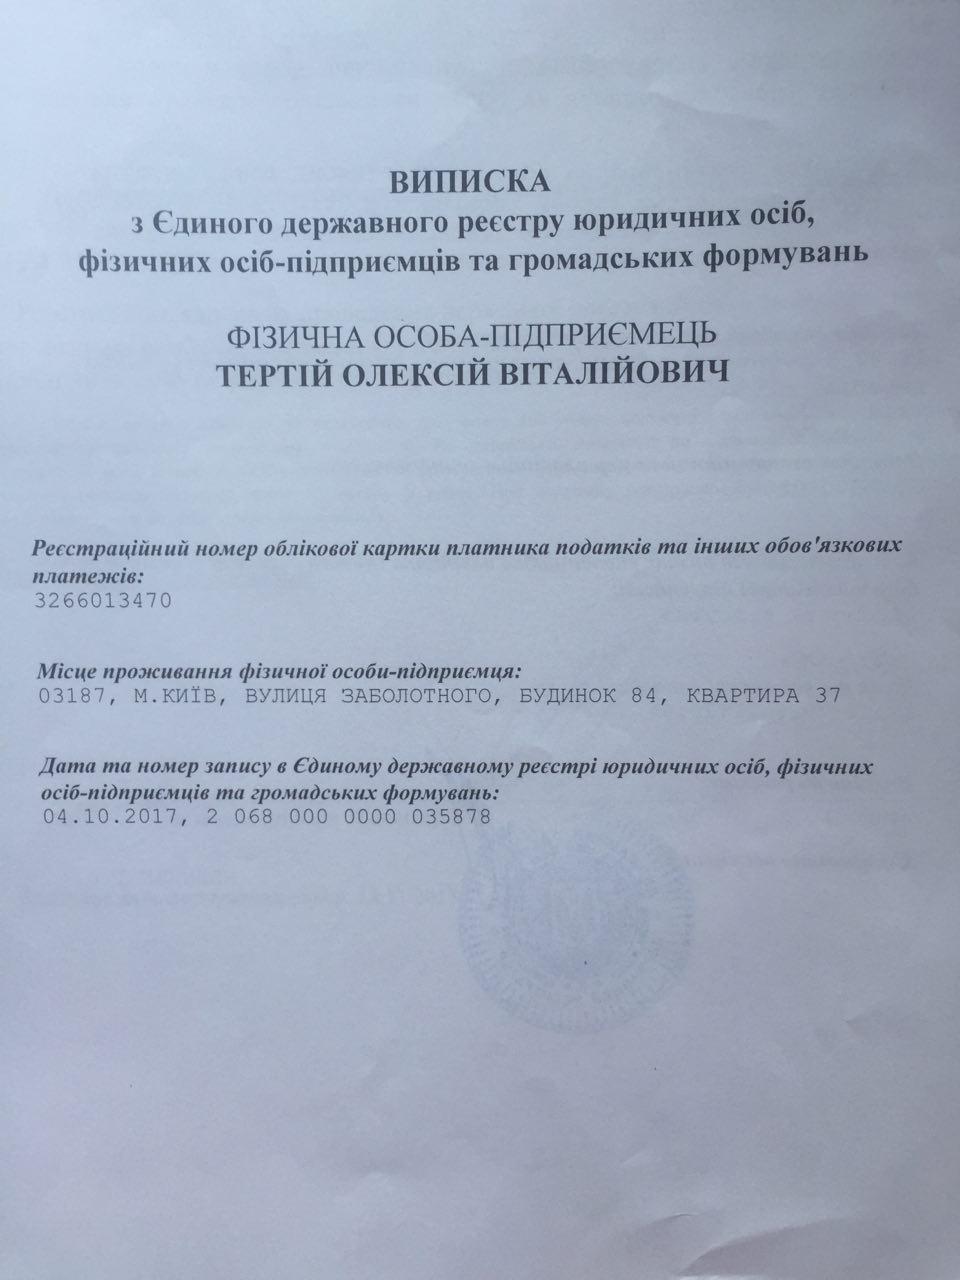 ВИПИСКА
з Єдиного державного реєстру юридичних осіб,
фізичних осіб-підприємців та громадських формувань
ФІЗИЧНА ОСОБА-ПІДПРИЄМЕЦЬ
ТЕРТІЙ ОЛЕКСІЙ ВІТАЛІЙОВИЧ
Реєстраційний номер облікової картки платника податків та інших обов'язкових
платежів:
3266013470
Місце проживання фізичної особи-підприємця:
03187, М.КИЇВ, ВУЛИЦЯ ЗАБОЛОТНОГО, БУДИНОК 84, КВАРТИРА 37
Дата та номер запису в Єдиному державному реєстрі юридичних осіб, фізичних
осіб-підприємців та громадських формувань:
04.10.2017, 2 068 000 0000 035878